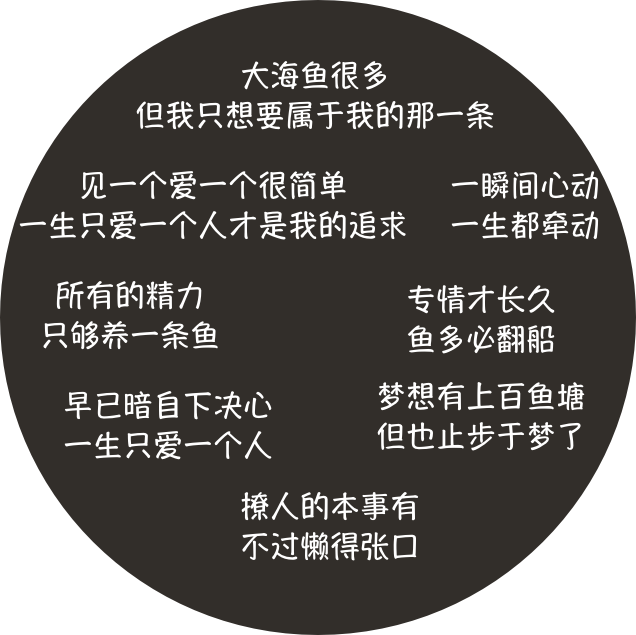 大海鱼很多
但我只想要属于我的那一条
见一个爱一个很简单
一生只爱一个人才是我的追求
一瞬间心动
一生都牵动
所有的精力
只够养一条鱼
专情才长久
鱼多必翻船
早已暗自下决心
一生只爱一个人
梦想有上百鱼塘
但也止步于梦了
撩人的本事有
不过懒得张口